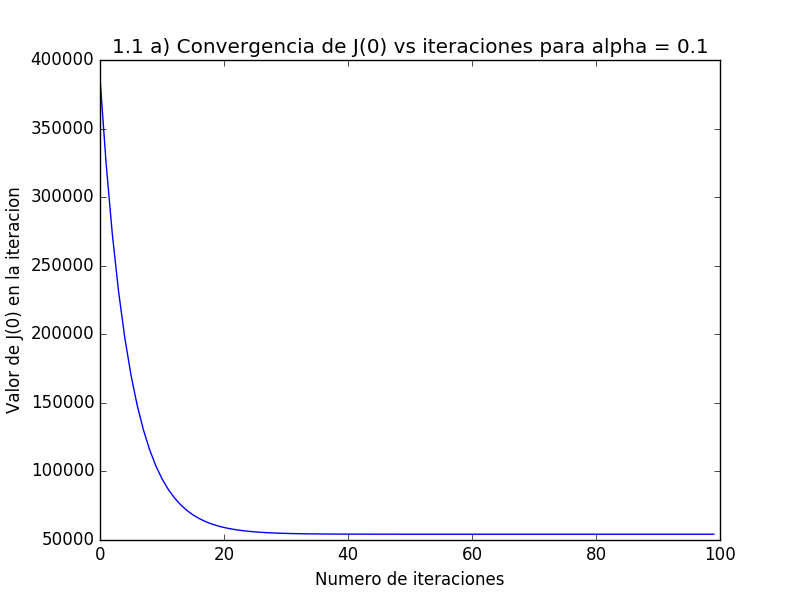 1.1 a) Convergencia de J(0) vs iteraciones para alpha = 0.1
400000
350000
300000
250000
200000
150000
100000
50000
Valor de J(0) en la iteracion
0 20 40 60 80 100
Numero de iteraciones